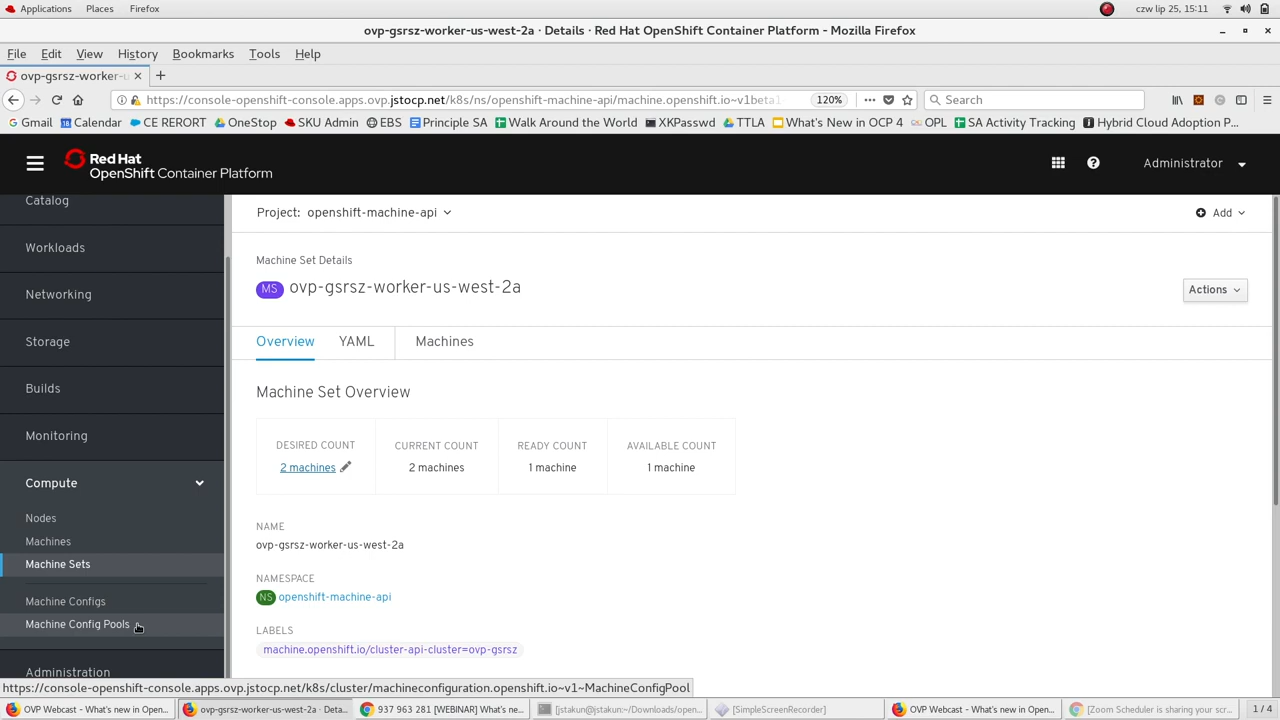 Applications Places Firefox czw lip 25, 15:11
ovp-gsrsz-worker-us-west-2a · Details · Red Hat OpenShift Container Platform - Mozilla Firefox
File Edit View History Bookmarks Tools Help
ovp-gsrsz-worker-u
https://console-openshift-console.apps.ovp.jstocp.net/k8s/ns/openshift-machine-api/machine.openshift.io~v1beta1 120% Search
Gmail Calendar CE RERORT OneStop SKU Admin EBS Principle SA Walk Around the World XKPasswd TTLA What's New in OCP 4 OPL SA Activity Tracking Hybrid Cloud Adoption P...
Red Hat
OpenShift Container Platform
Administrator
Catalog
Workloads
Networking
Storage
Builds
Monitoring
Compute
Nodes
Machines
Machine Sets
Machine Configs
Machine Config Pools
Administration
Project: openshift-machine-api Add
Machine Set Details
MS ovp-gsrsz-worker-us-west-2a Actions
Overview YAML Machines
Machine Set Overview
DESIRED COUNT CURRENT COUNT READY COUNT AVAILABLE COUNT
2 machines 2 machines 1 machine 1 machine
NAME
ovp-gsrsz-worker-us-west-2a
NAMESPACE
NS openshift-machine-api
LABELS
machine.openshift.io/cluster-api-cluster=ovp-gsrsz
https://console-openshift-console.apps.ovp.jstocp.net/k8s/cluster/machineconfiguration.openshift.io~v1~MachineConfigPool
OVP Webcast - What's new in Open... ovp-gsrsz-worker-us-west-2a · Deta... 937 963 281 [WEBINAR] What's ne... [jstakun@jstakun:~/Downloads/open... [SimpleScreenRecorder] OVP Webcast - What's new in Open... [Zoom Scheduler is sharing your scr... 1 / 4